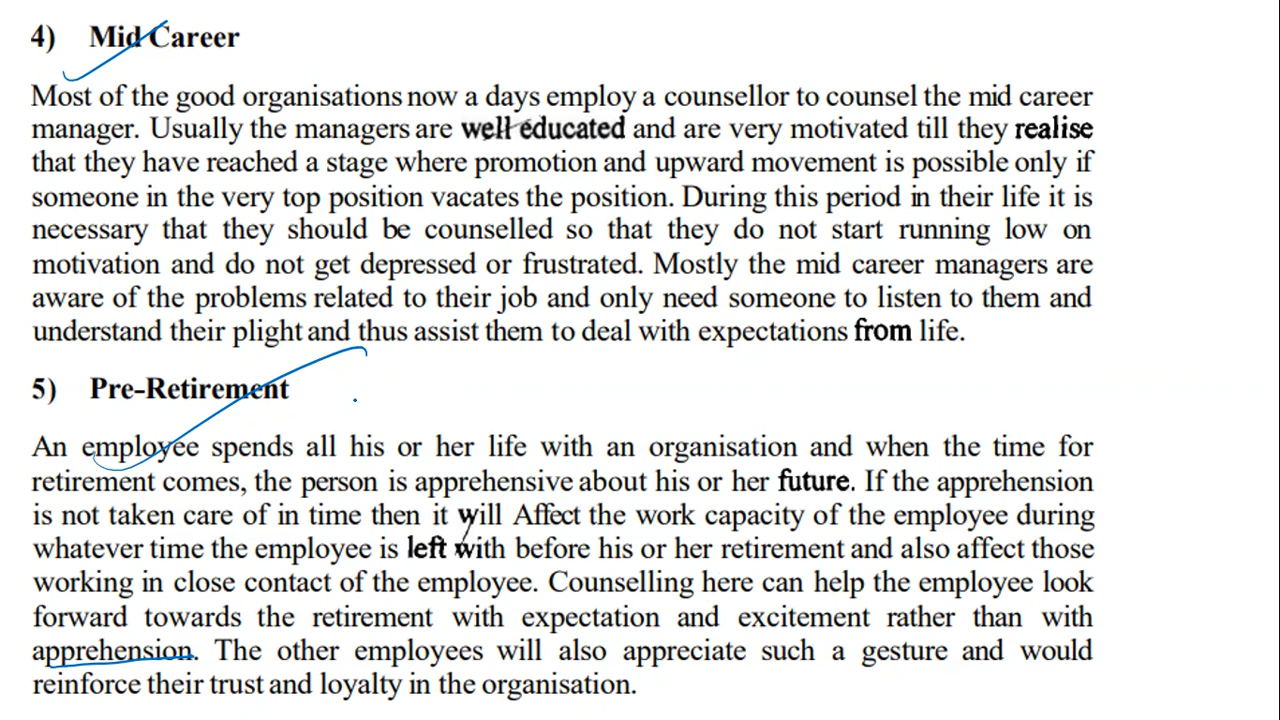 4) Mid Career
Most of the good organisations now a days employ a counsellor to counsel the mid career
manager. Usually the managers are well educated and are very motivated till they realise
that they have reached a stage where promotion and upward movement is possible only if
someone in the very top position vacates the position. During this period in their life it is
necessary that they should be counselled so that they do not start running low on
motivation and do not get depressed or frustrated. Mostly the mid career managers are
aware of the problems related to their job and only need someone to listen to them and
understand their plight and thus assist them to deal with expectations from life.
5) Pre-Retirement
An employee spends all his or her life with an organisation and when the time for
retirement comes, the person is apprehensive about his or her future. If the apprehension
is not taken care of in time then it will Affect the work capacity of the employee during
whatever time the employee is left with before his or her retirement and also affect those
working in close contact of the employee. Counselling here can help the employee look
forward towards the retirement with expectation and excitement rather than with
apprehension. The other employees will also appreciate such a gesture and would
reinforce their trust and loyalty in the organisation.